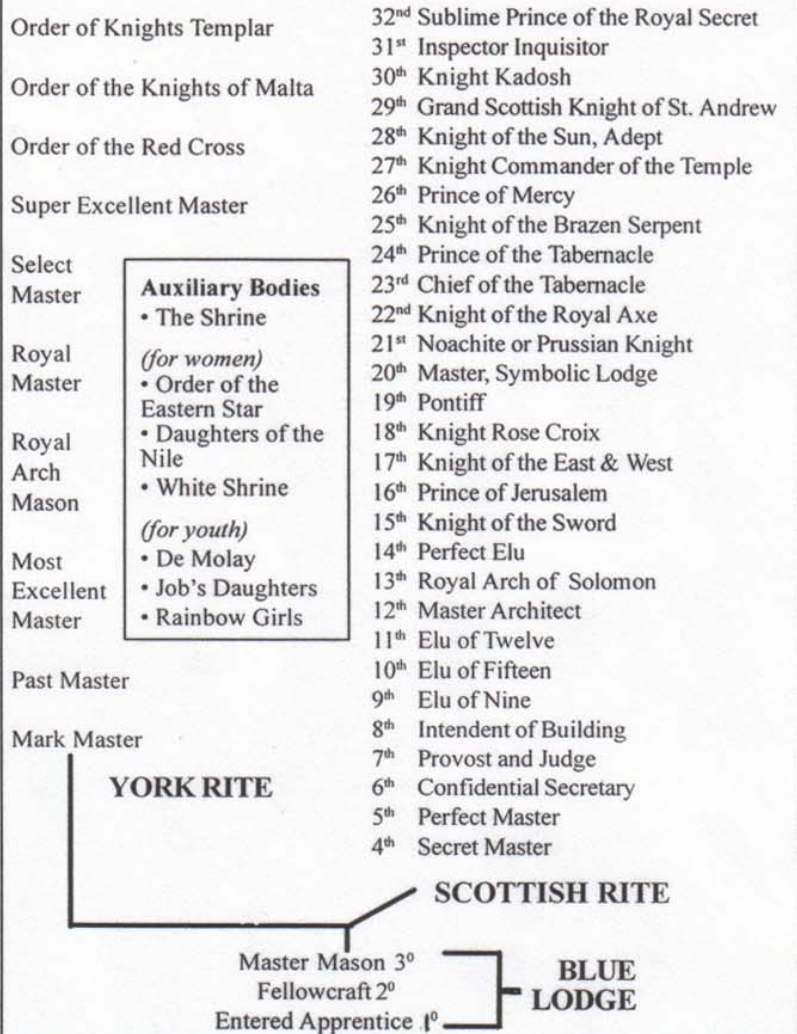 Order of Knights Templar
Order of the Knights of Malta
Order of the Red Cross
Super Excellent Master
Select
Master
Royal
Master
Royal
Arch
Mason
Most
Excellent
Master
Past Master
Mark Master
YORK RITE
Auxiliary Bodies
• The Shrine
(for women)
• Order of the
Eastern Star
• Daughters of the
Nile
• White Shrine
(for youth)
• De Molay
• Job's Daughters
• Rainbow Girls
32nd Sublime Prince of the Royal Secret
31st Inspector Inquisitor
30th Knight Kadosh
29th Grand Scottish Knight of St. Andrew
28th Knight of the Sun, Adept
27th Knight Commander of the Temple
26th Prince of Mercy
25th Knight of the Brazen Serpent
24th Prince of the Tabernacle
23rd Chief of the Tabernacle
22nd Knight of the Royal Axe
21st Noachite or Prussian Knight
20th Master, Symbolic Lodge
19th Pontiff
18th Knight Rose Croix
17th Knight of the East & West
16th Prince of Jerusalem
15th Knight of the Sword
14th Perfect Elu
13th Royal Arch of Solomon
12th Master Architect
11th Elu of Twelve
10th Elu of Fifteen
9th Elu of Nine
8th Intendent of Building
7th Provost and Judge
6th Confidential Secretary
5th Perfect Master
4th Secret Master
SCOTTISH RITE
Master Mason 3º
Fellowcraft 2º
Entered Apprentice 1º
BLUE
LODGE